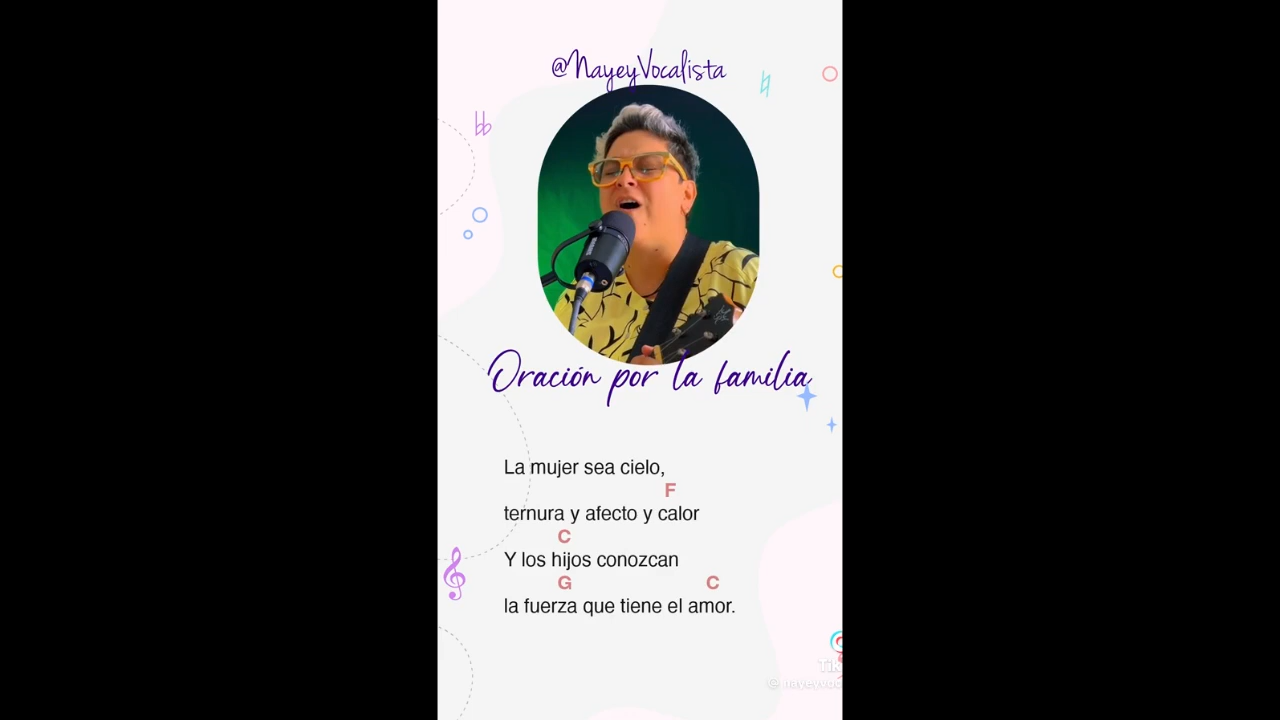 @NayeyVocalista
Oración por la familia
La mujer sea cielo,
F
ternura y afecto y calor
C
Y los hijos conozcan
G C
la fuerza que tiene el amor.